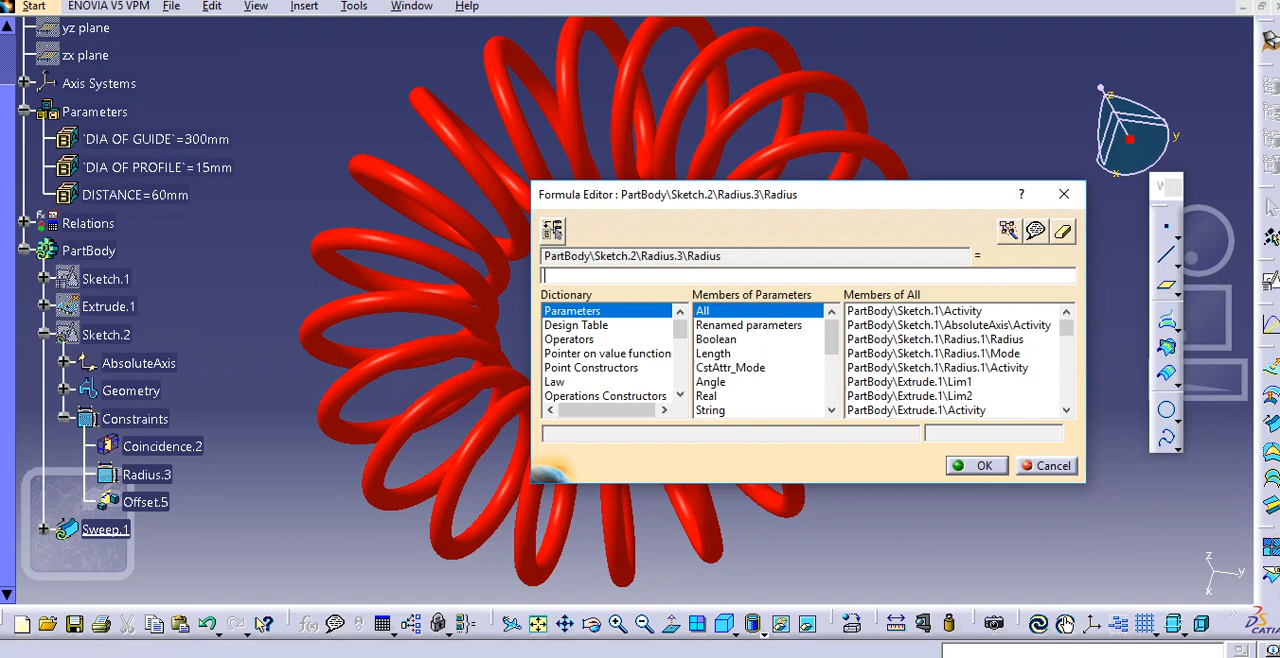 Start ENOVIA V5 VPM File Edit View Insert Tools Window Help
yz plane
zx plane
Axis Systems
Parameters
`DIA OF GUIDE`=300mm
`DIA OF PROFILE`=15mm
DISTANCE=60mm
Relations
PartBody
Sketch.1
Extrude.1
Sketch.2
AbsoluteAxis
Geometry
Constraints
Coincidence.2
Radius.3
Offset.5
Sweep.1
Formula Editor : PartBody\Sketch.2\Radius.3\Radius
?
PartBody\Sketch.2\Radius.3\Radius =
Dictionary Members of Parameters Members of All
Parameters All PartBody\Sketch.1\Activity
Design Table Renamed parameters PartBody\Sketch.1\AbsoluteAxis\Activity
Operators Boolean PartBody\Sketch.1\Radius.1\Radius
Pointer on value function Length PartBody\Sketch.1\Radius.1\Mode
Point Constructors CstAttr_Mode PartBody\Sketch.1\Radius.1\Activity
Law Angle PartBody\Extrude.1\Lim1
Operations Constructors Real PartBody\Extrude.1\Lim2
String PartBody\Extrude.1\Activity
OK Cancel
z
y
x
W
z
y
x
f(x)
CATIA